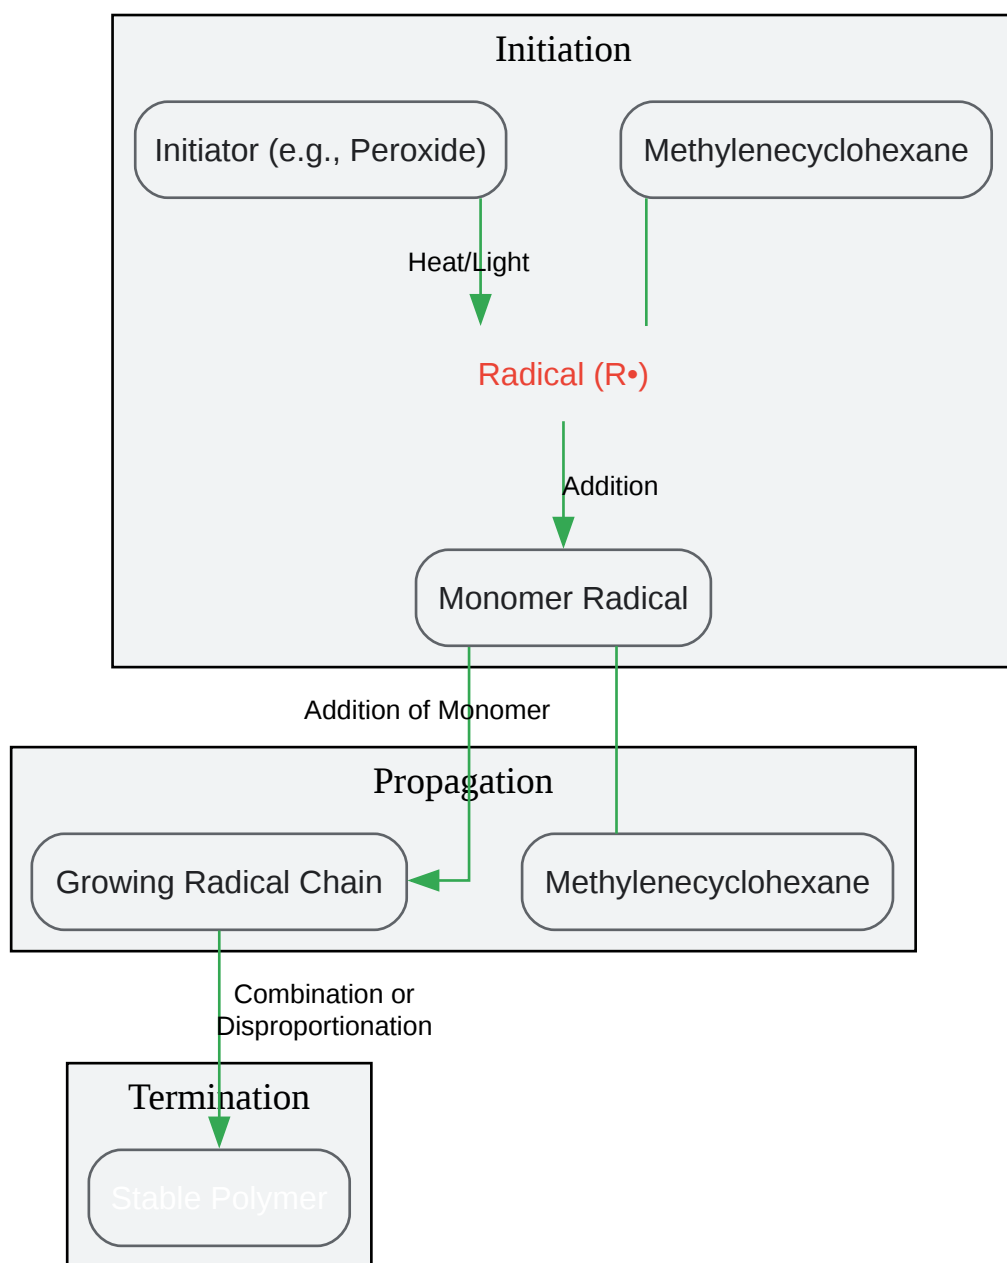 Initiation
Initiator (e.g., Peroxide)
Methylenecyclohexane
Heat/Light
Radical (R•)
Addition
Monomer Radical
Addition of Monomer
Propagation
Growing Radical Chain
Methylenecyclohexane
Combination or
Disproportionation
Termination
Stable Polymer